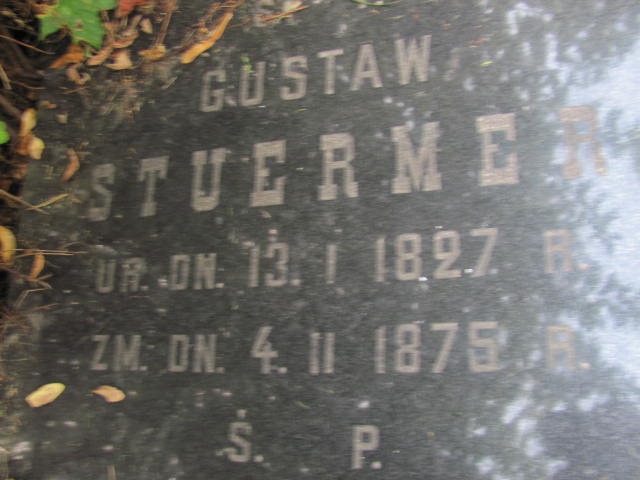 GUSTAW
STUERMER
UR. DN. 13. I 1827 R.
ZM. DN. 4. II 1875 R.
S. P.